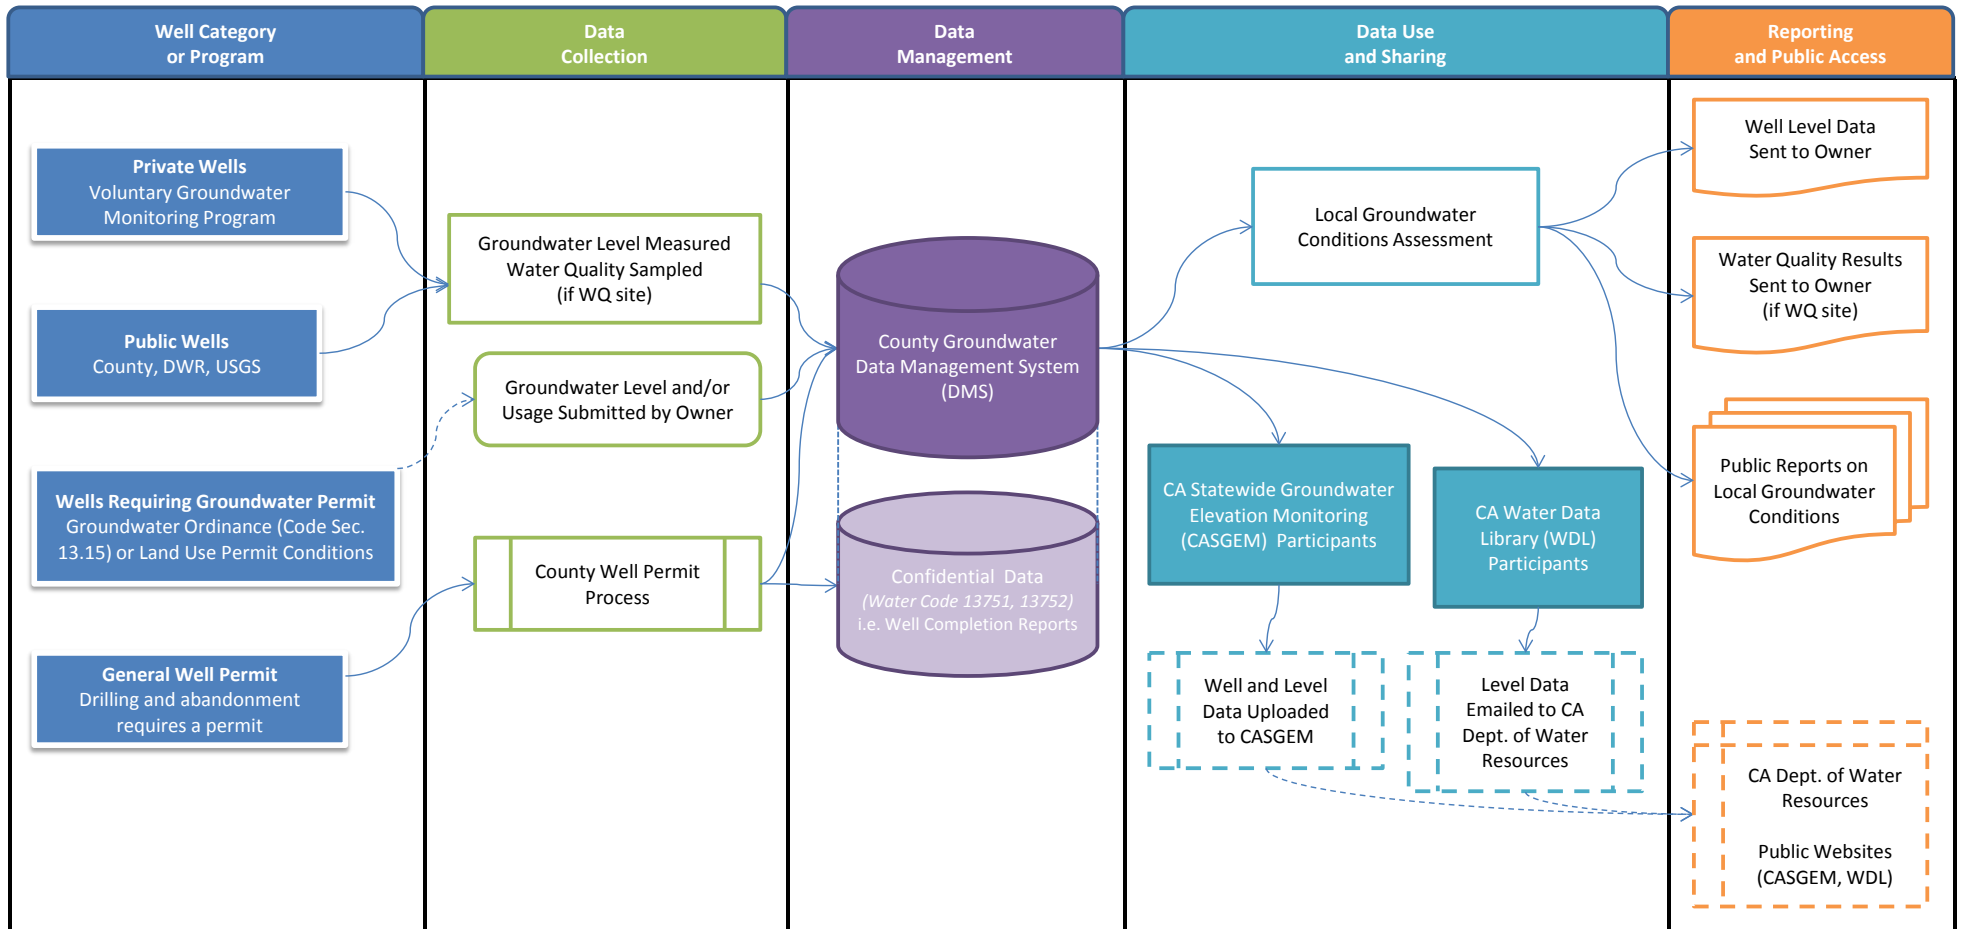 Well Category
or Program
Data
Collection
Data
Management
Data Use
and Sharing
Reporting
and Public Access
Private Wells
Voluntary Groundwater
Monitoring Program
Public Wells
County, DWR, USGS
Wells Requiring Groundwater Permit
Groundwater Ordinance (Code Sec.
13.15) or Land Use Permit Conditions
General Well Permit
Drilling and abandonment
requires a permit
Groundwater Level Measured
Water Quality Sampled
(if WQ site)
Groundwater Level and/or
Usage Submitted by Owner
County Well Permit
Process
County Groundwater
Data Management System
(DMS)
Confidential Data
(Water Code 13751, 13752)
i.e. Well Completion Reports
Local Groundwater
Conditions Assessment
CA Statewide Groundwater
Elevation Monitoring
(CASGEM) Participants
CA Water Data
Library (WDL)
Participants
Well and Level
Data Uploaded
to CASGEM
Level Data
Emailed to CA
Dept. of Water
Resources
Well Level Data
Sent to Owner
Water Quality Results
Sent to Owner
(if WQ site)
Public Reports on
Local Groundwater
Conditions
CA Dept. of Water
Resources
Public Websites
(CASGEM, WDL)